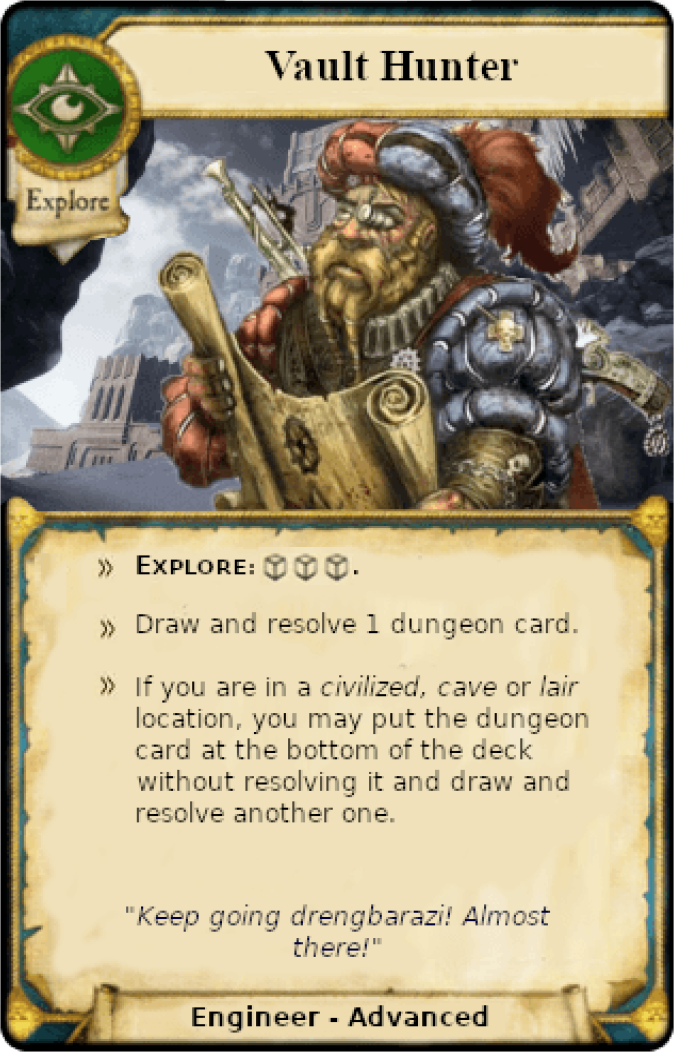 Vault Hunter
Explore
» EXPLORE: .
» Draw and resolve 1 dungeon card.
» If you are in a civilized, cave or lair
location, you may put the dungeon
card at the bottom of the deck
without resolving it and draw and
resolve another one.
"Keep going drengbarazi! Almost
there!"
Engineer - Advanced